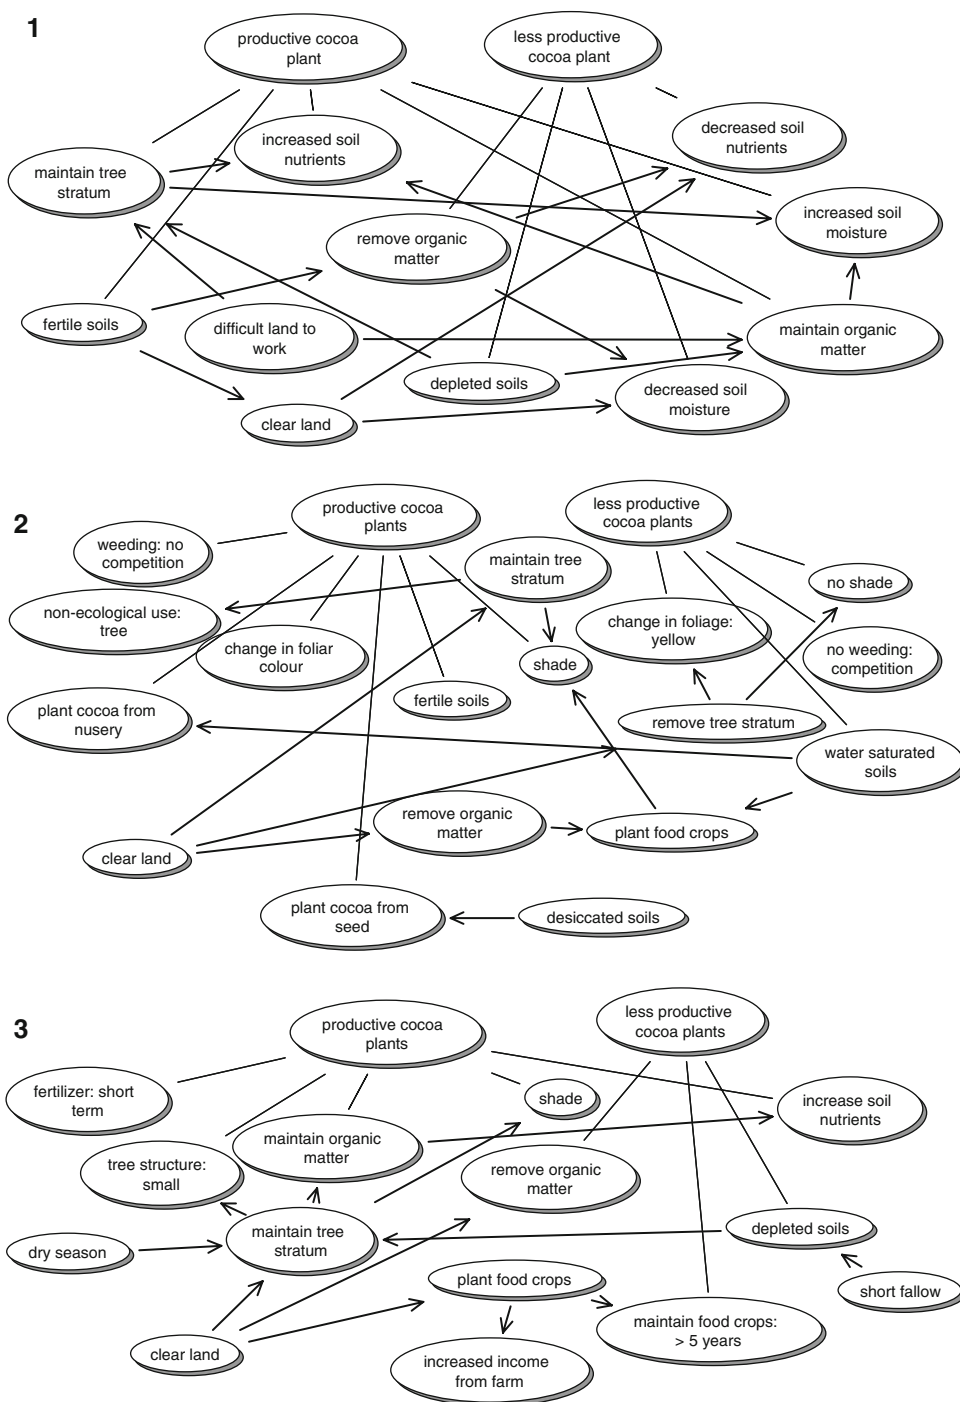 1
productive cocoa
plant
less productive
cocoa plant
increased soil
nutrients
decreased soil
nutrients
maintain tree
stratum
increased soil
moisture
remove organic
matter
fertile soils
difficult land to
work
maintain organic
matter
depleted soils
decreased soil
moisture
clear land
2
productive cocoa
plants
less productive
cocoa plants
weeding: no
competition
maintain tree
stratum
no shade
non-ecological use:
tree
change in foliage:
yellow
change in foliar
colour
shade
no weeding:
competition
fertile soils
plant cocoa from
nusery
remove tree stratum
water saturated
soils
remove organic
matter
plant food crops
clear land
plant cocoa from
seed
desiccated soils
3
productive cocoa
plants
less productive
cocoa plants
fertilizer: short
term
shade
increase soil
nutrients
maintain organic
matter
tree structure:
small
remove organic
matter
maintain tree
stratum
depleted soils
dry season
plant food crops
short fallow
maintain food crops:
> 5 years
clear land
increased income
from farm